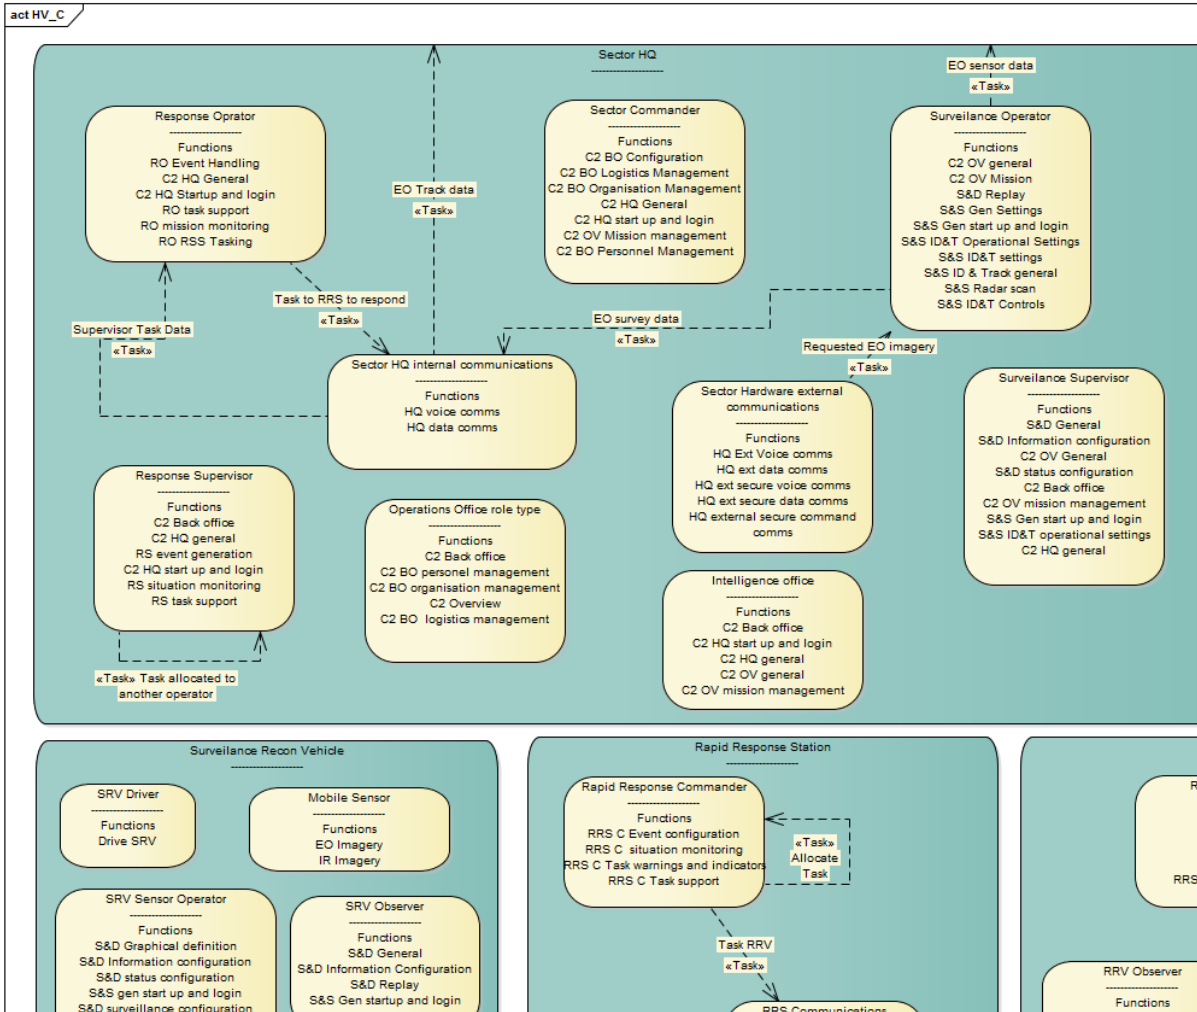 act HV_C
Sector HQ
EO sensor data
«Task»
Response Oprator
Functions
RO Event Handling
C2 HQ General
C2 HQ Startup and login
RO task support
RO mission monitoring
RO RSS Tasking
EO Track data
«Task»
Sector Commander
Functions
C2 BO Configuration
C2 BO Logistics Management
C2 BO Organisation Management
C2 HQ General
C2 HQ start up and login
C2 OV Mission management
C2 BO Personnel Management
Surveilance Operator
Functions
C2 OV general
C2 OV Mission
S&D Replay
S&S Gen Settings
S&S Gen start up and login
S&S ID&T Operational Settings
S&S ID&T settings
S&S ID & Track general
S&S Radar scan
S&S ID&T Controls
Task to RRS to respond
«Task»
Supervisor Task Data
«Task»
EO survey data
«Task»
Requested EO imagery
«Task»
Sector HQ internal communications
Functions
HQ voice comms
HQ data comms
Sector Hardware external
communications
Functions
HQ Ext Voice comms
HQ ext data comms
HQ ext secure voice comms
HQ ext secure data comms
HQ external secure command
comms
Surveilance Supervisor
Functions
S&D General
S&D Information configuration
C2 OV General
S&D status configuration
C2 Back office
C2 OV mission management
S&S Gen start up and login
S&S ID&T operational settings
C2 HQ general
Response Supervisor
Functions
C2 Back office
C2 HQ general
RS event generation
C2 HQ start up and login
RS situation monitoring
RS task support
Operations Office role type
Functions
C2 Back office
C2 BO personel management
C2 BO organisation management
C2 Overview
C2 BO logistics management
Intelligence office
Functions
C2 Back office
C2 HQ start up and login
C2 HQ general
C2 OV general
C2 OV mission management
«Task» Task allocated to
another operator
Surveilance Recon Vehicle
SRV Driver
Functions
Drive SRV
Mobile Sensor
Functions
EO Imagery
IR Imagery
SRV Sensor Operator
Functions
S&D Graphical definition
S&D Information configuration
S&D status configuration
S&S gen start up and login
S&D surveillance configuration
SRV Observer
Functions
S&D General
S&D Information Configuration
S&D Replay
S&S Gen startup and login
Rapid Response Station
Rapid Response Commander
Functions
RRS C Event configuration
RRS C situation monitoring
RRS C Task warnings and indicators
RRS C Task support
«Task»
Allocate
Task
Task RRV
«Task»
RRS Communications
R
RRS
RRV Observer
Functions